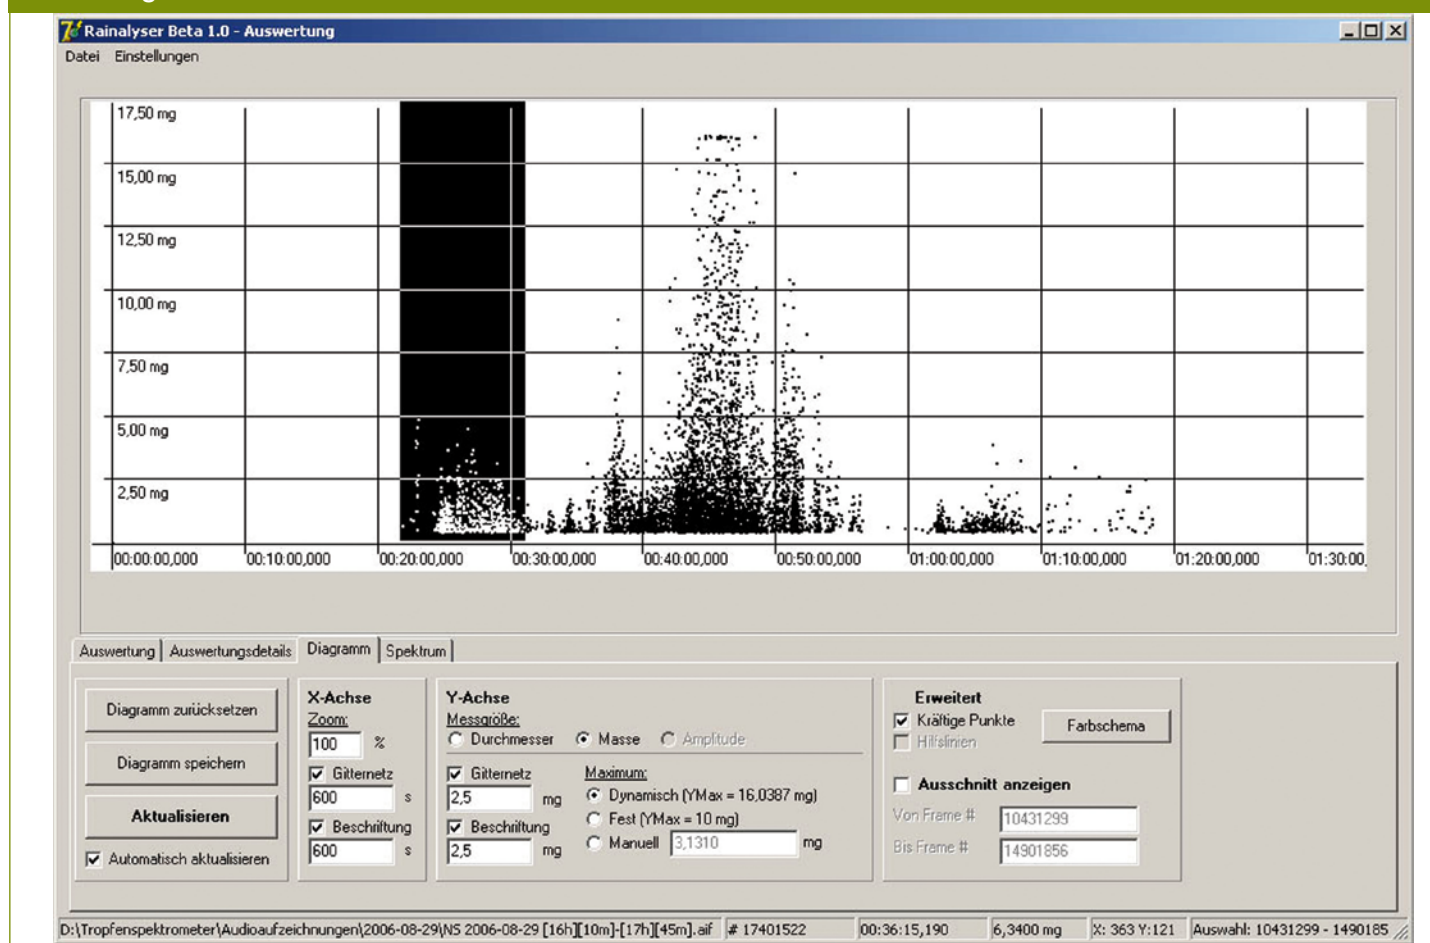 Rainalyser Beta 1.0 - Auswertung
Datei Einstellungen
17,50 mg
15,00 mg
12,50 mg
10,00 mg
7,50 mg
5,00 mg
2,50 mg
00:00:00,000 00:10:00,000 00:20:00,000 00:30:00,000 00:40:00,000 00:50:00,000 01:00:00,000 01:10:00,000 01:20:00,000 01:30:00,
Auswertung Auswertungsdetails Diagramm Spektrum
Diagramm zurücksetzen
Diagramm speichern
Aktualisieren
Automatisch aktualisieren
X-Achse
Zoom:
100 %
Gitternetz
600 s
Beschriftung
600 s
Y-Achse
Messgröße:
Durchmesser Masse Amplitude
Gitternetz
2,5 mg
Beschriftung
2,5 mg
Maximum:
Dynamisch (YMax = 16,0387 mg)
Fest (YMax = 10 mg)
Manuell 3,1310 mg
Erweitert
Kräftige Punkte
Hilfslinien
Farbschema
Ausschnitt anzeigen
Von Frame # 10431299
Bis Frame # 14901856
D:\Tropfenspektrometer\Audioaufzeichnungen\2006-08-29\NS 2006-08-29 [16h][10m]-[17h][45m].aif # 17401522 00:36:15,190 6,3400 mg X: 363 Y:121 Auswahl: 10431299 - 1490185